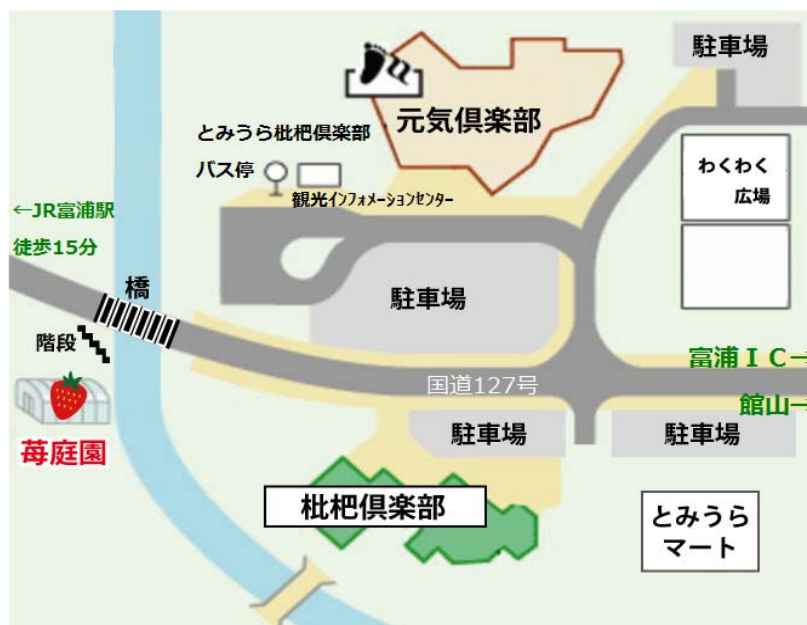 駐車場
元気倶楽部
とみうら枇杷倶楽部
バス停
観光ｲﾝﾌｫﾒｰｼｮﾝｾﾝﾀｰ
わくわく
広場
←JR富浦駅
徒歩15分
橋
駐車場
階段
富浦ＩＣ→
国道127号
館山→
苺庭園
駐車場
駐車場
枇杷倶楽部
とみうら
マート